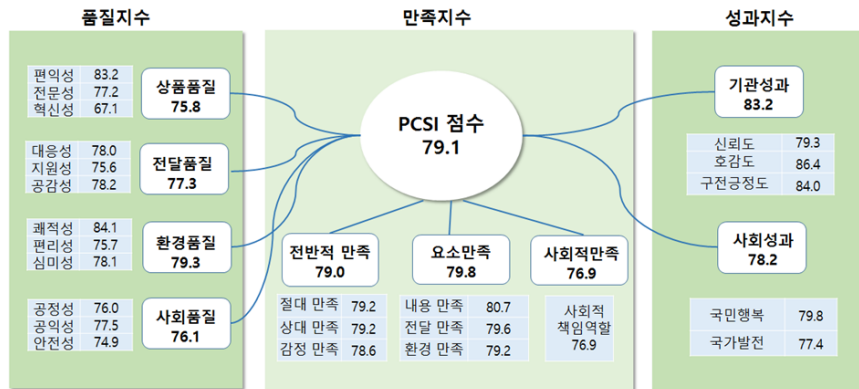 품질지수
만족지수
성과지수
편익성 83.2
전문성 77.2
혁신성 67.1
상품품질
75.8
대응성 78.0
지원성 75.6
공감성 78.2
전달품질
77.3
쾌적성 84.1
편리성 75.7
심미성 78.1
환경품질
79.3
공정성 76.0
공익성 77.5
안전성 74.9
사회품질
76.1
PCSI 점수
79.1
전반적 만족
79.0
절대 만족 79.2
상대 만족 79.2
감정 만족 78.6
요소만족
79.8
내용 만족 80.7
전달 만족 79.6
환경 만족 79.2
사회적만족
76.9
사회적
책임역할
76.9
기관성과
83.2
신뢰도 79.3
호감도 86.4
구전긍정도 84.0
사회성과
78.2
국민행복 79.8
국가발전 77.4